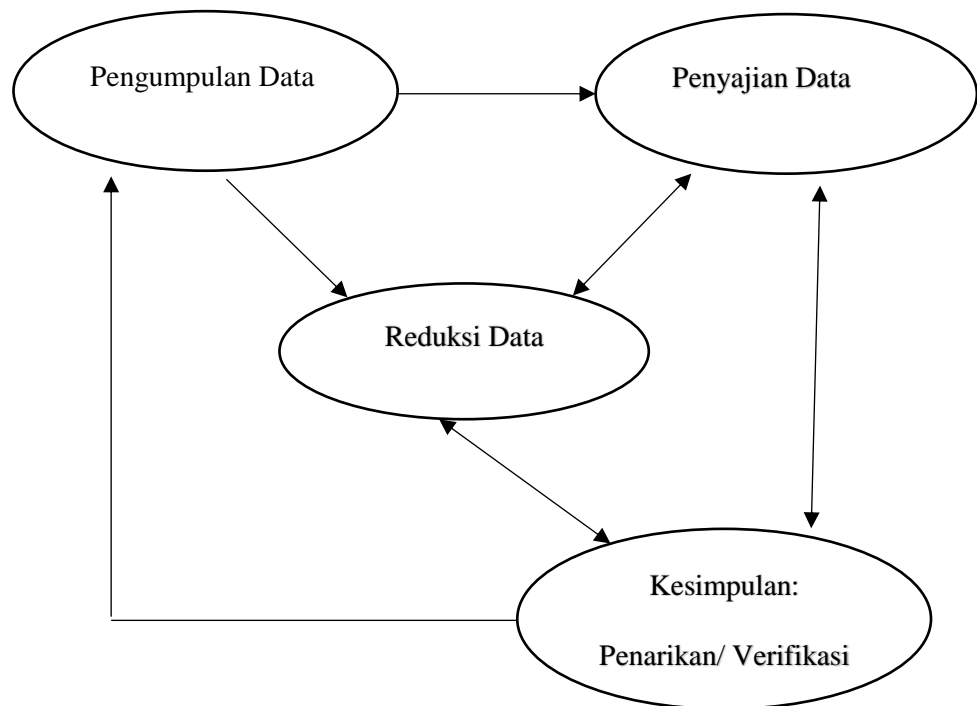 Pengumpulan Data
Penyajian Data
Reduksi Data
Kesimpulan:
Penarikan/ Verifikasi